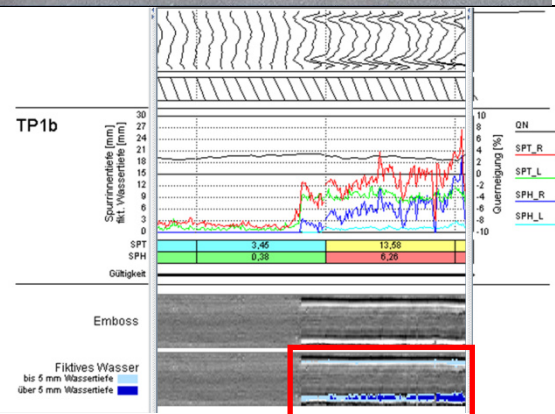 TP1b
Spurrinnentiefe [mm]
fikt. Wassertiefe [mm]
30
27
24
21
18
15
12
9
6
3
0
10
8
6
4
2
0
-2
-4
-6
-8
-10
Querneigung [%]
QN
SPT_R
SPT_L
SPH_R
SPH_L
SPT 3,45 13,58
SPH 0,38 6,26
Gültigkeit
Emboss
Fiktives Wasser
bis 5 mm Wassertiefe
über 5 mm Wassertiefe